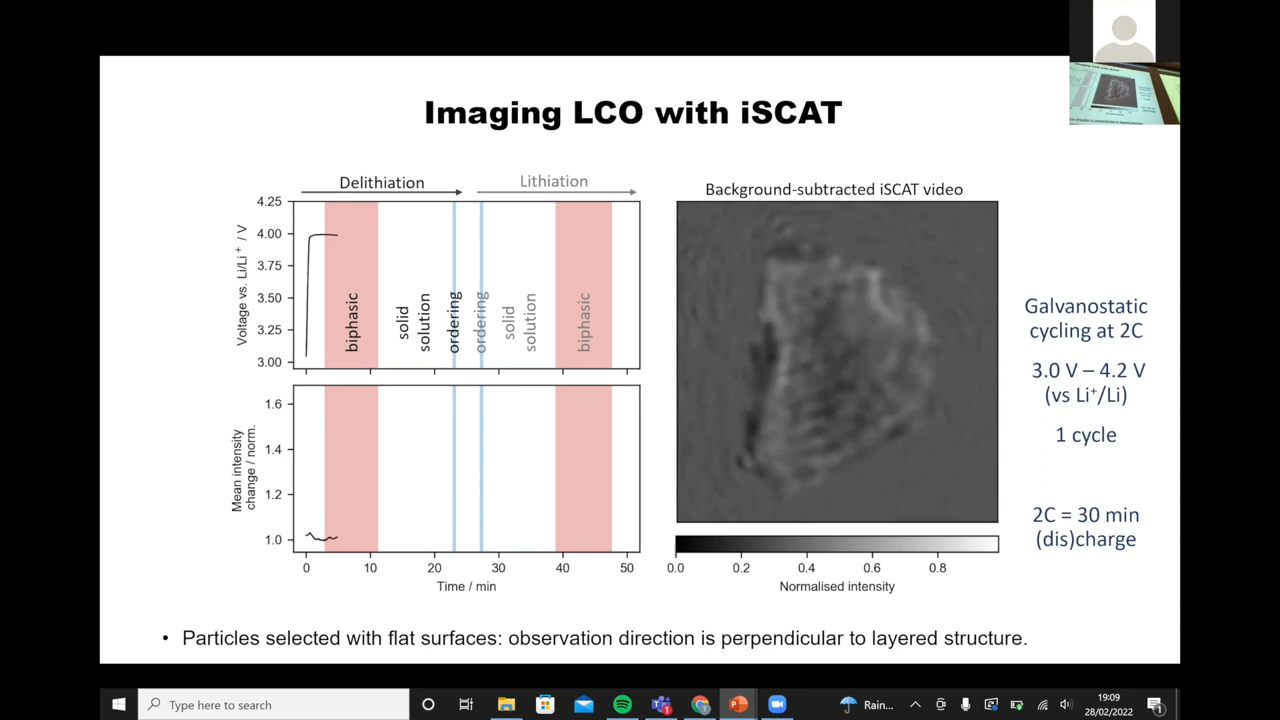 Imaging LCO with iSCAT
Delithiation
Lithiation
Voltage vs. Li/Li⁺ / V
4.25
4.00
3.75
3.50
3.25
3.00
biphasic
solid
solution
ordering
ordering
solid
solution
biphasic
Mean intensity
change / norm.
1.6
1.4
1.2
1.0
0
10
20
30
40
50
Time / min
Background-subtracted iSCAT video
0.0
0.2
0.4
0.6
0.8
Normalised intensity
Galvanostatic
cycling at 2C
3.0 V – 4.2 V
(vs Li⁺/Li)
1 cycle
2C = 30 min
(dis)charge
• Particles selected with flat surfaces: observation direction is perpendicular to layered structure.
Type here to search
Rain...
19:09
28/02/2022